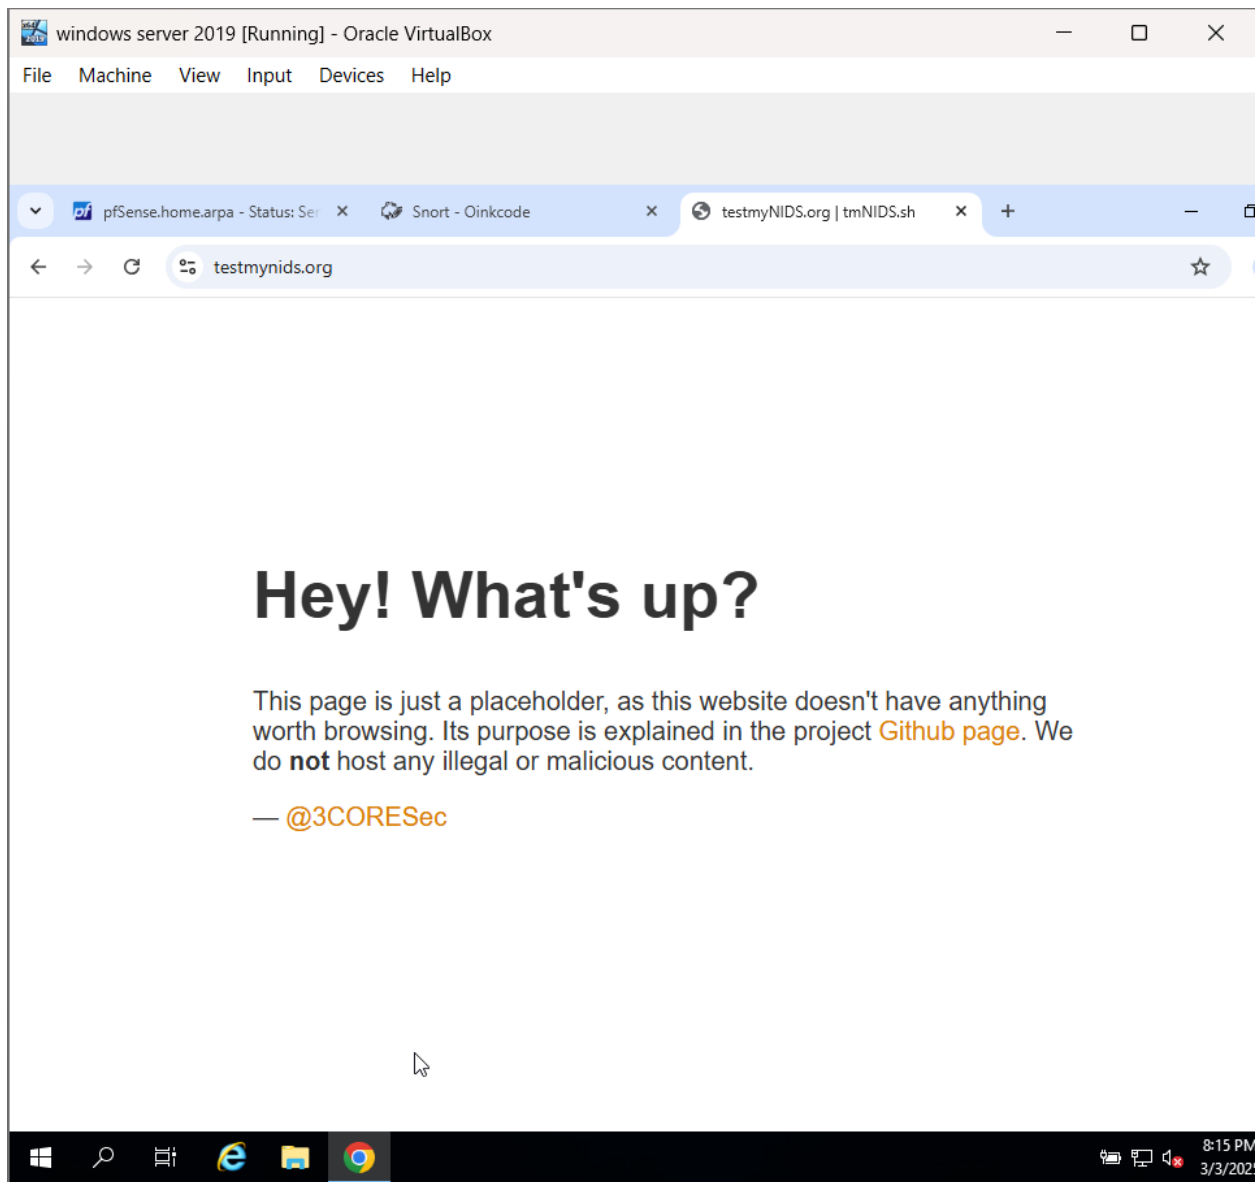 windows server 2019 [Running] - Oracle VirtualBox
File Machine View Input Devices Help
pfSense.home.arpa - Status: Ser
Snort - Oinkcode
testmyNIDS.org | tmNIDS.sh
testmynids.org
Hey! What's up?
This page is just a placeholder, as this website doesn't have anything
worth browsing. Its purpose is explained in the project Github page. We
do not host any illegal or malicious content.
— @3CORESec
8:15 PM
3/3/2025